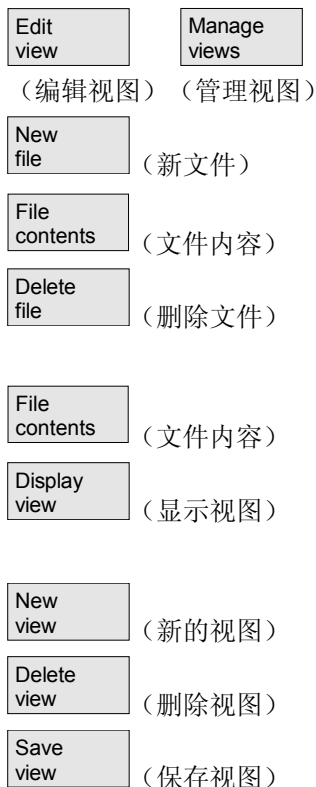 Edit
view
Manage
views
（编辑视图）（管理视图）
New
file
（新文件）
File
contents
（文件内容）
Delete
file
（删除文件）
File
contents
（文件内容）
Display
view
（显示视图）
New
view
（新的视图）
Delete
view
（删除视图）
Save
view
（保存视图）